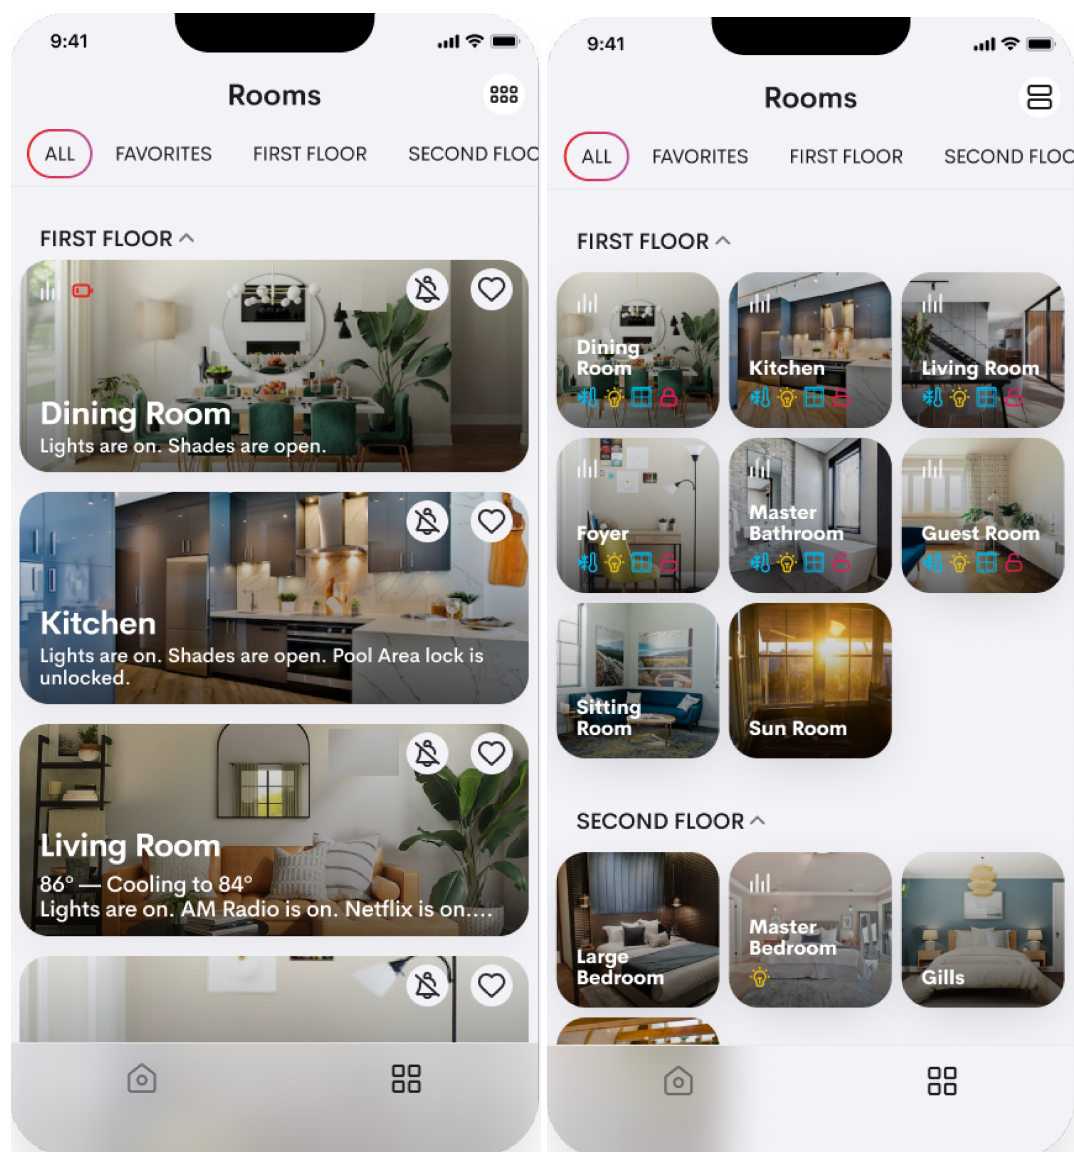 9:41
Rooms
ALL FAVORITES FIRST FLOOR SECOND FLOO
FIRST FLOOR
Dining Room
Lights are on. Shades are open.
Kitchen
Lights are on. Shades are open. Pool Area lock is
unlocked.
Living Room
86° — Cooling to 84°
Lights are on. AM Radio is on. Netflix is on....
9:41
Rooms
ALL FAVORITES FIRST FLOOR SECOND FLOO
FIRST FLOOR
Dining
Room
Kitchen
Living Room
Foyer
Master
Bathroom
Guest Room
Sitting
Room
Sun Room
SECOND FLOOR
Large
Bedroom
Master
Bedroom
Gills